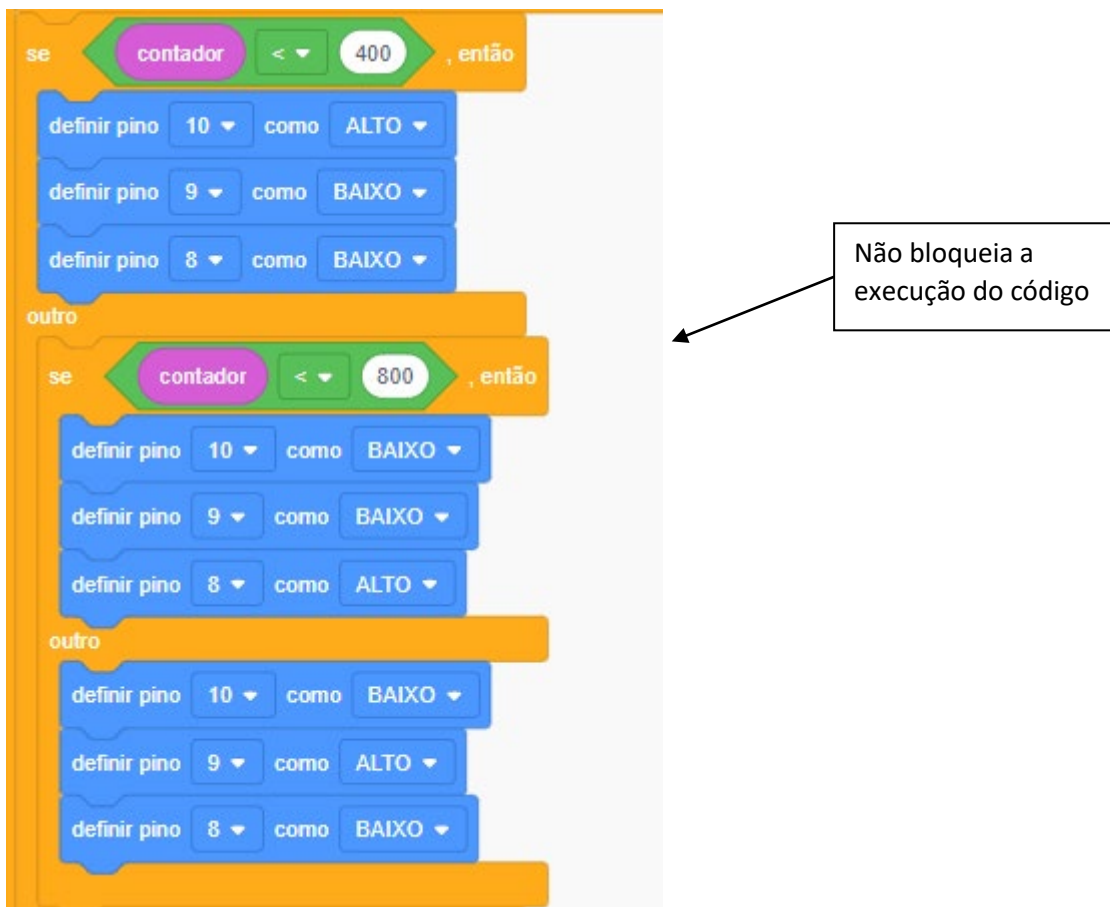 se contador < 400 , então
definir pino 10 como ALTO
definir pino 9 como BAIXO
definir pino 8 como BAIXO
outro
se contador < 800 , então
definir pino 10 como BAIXO
definir pino 9 como BAIXO
definir pino 8 como ALTO
outro
definir pino 10 como BAIXO
definir pino 9 como ALTO
definir pino 8 como BAIXO
Não bloqueia a
execução do código